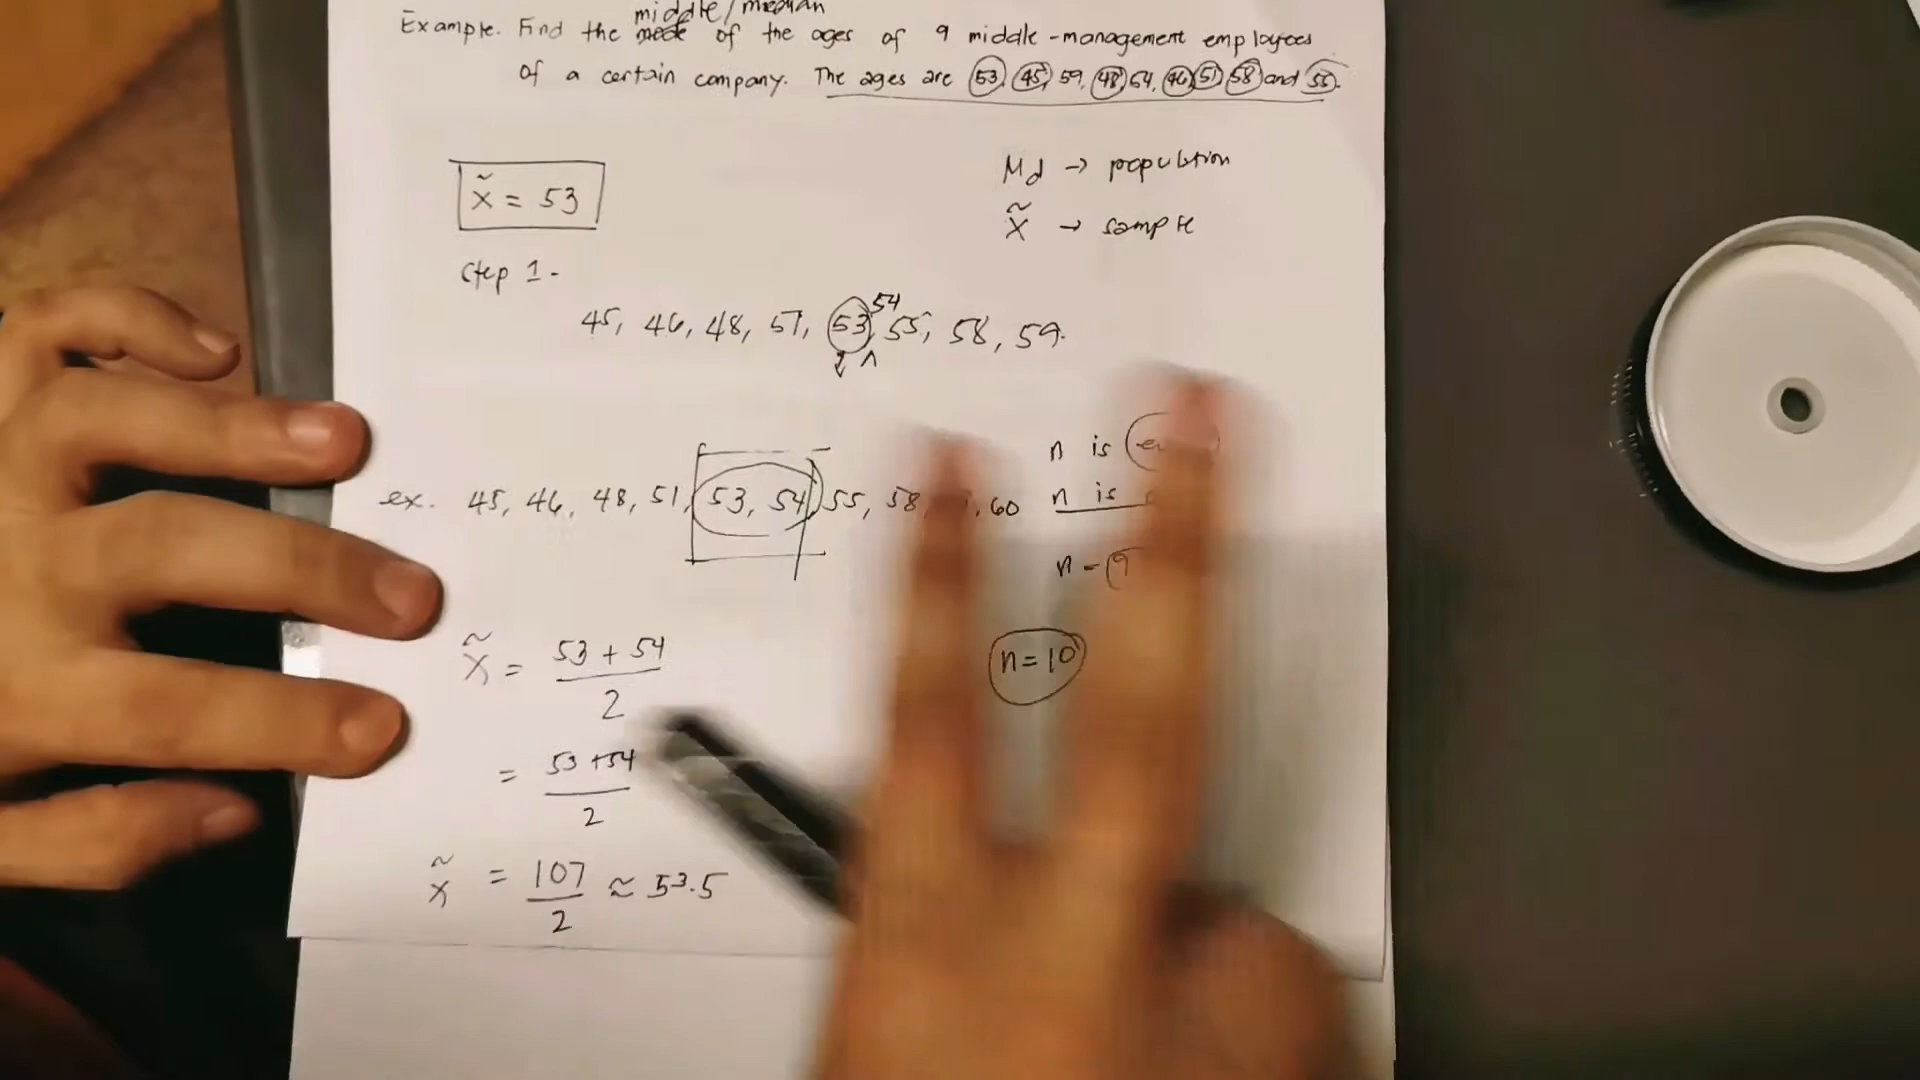 middle/median
Example. Find the mode of the ages of 9 middle-management employees
of a certain company. The ages are 53, 45, 59, 48, 54, 46, 51, 58 and 55.
x̃ = 53
Md → population
x̃ → sample
Step 1.
54
45, 46, 48, 51, 53, 55, 58, 59.
n is
ex. 45, 46, 48, 51, 53, 54, 55, 58 , 60
n is
n = 9
x̃ = 53 + 54
2
n = 10
= 53 + 54
2
x̃ = 107 ≈ 53.5
2